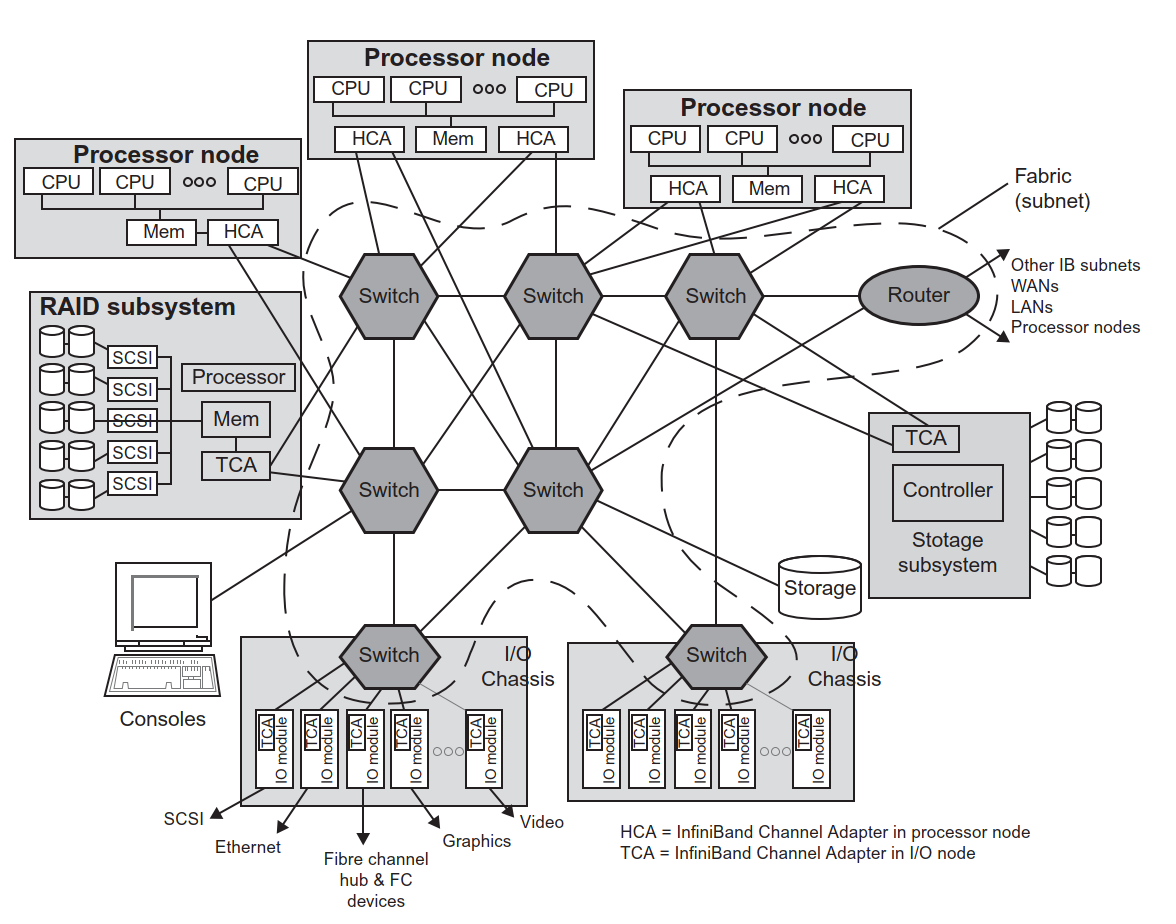 Processor node
CPU CPU CPU
HCA Mem HCA
Processor node
CPU CPU CPU
HCA Mem HCA
Processor node
CPU CPU CPU
Mem HCA
Fabric
(subnet)
Switch Switch Switch Router
Other IB subnets
WANs
LANs
Processor nodes
RAID subsystem
SCSI
SCSI
SCSI
SCSI
SCSI
Processor
Mem
TCA
Switch Switch
TCA
Controller
Stotage
subsystem
Storage
Consoles
Switch
I/O
Chassis
TCA
IO module
TCA
IO module
TCA
IO module
TCA
IO module
TCA
IO module
Switch
I/O
Chassis
TCA
IO module
TCA
IO module
TCA
IO module
TCA
IO module
TCA
IO module
SCSI
Ethernet
Fibre channel
hub & FC
devices
Graphics
Video
HCA = InfiniBand Channel Adapter in processor node
TCA = InfiniBand Channel Adapter in I/O node